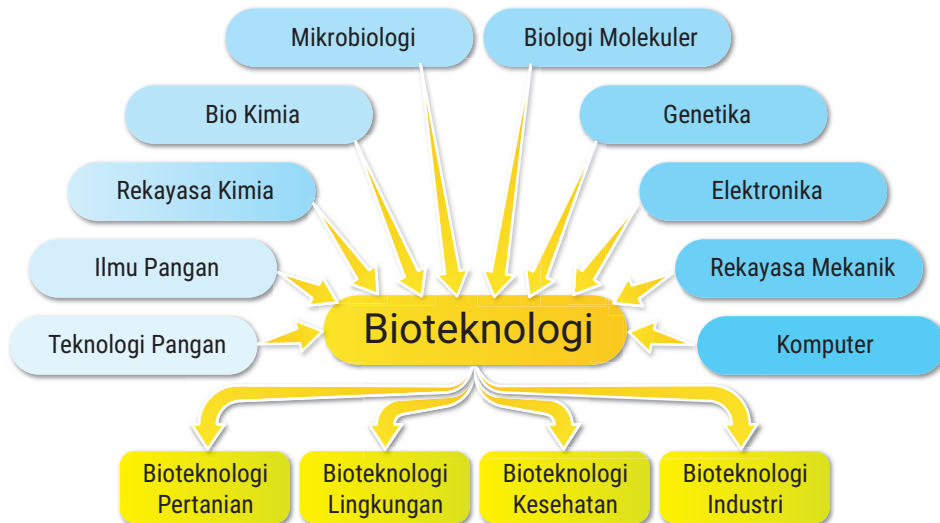 Mikrobiologi
Biologi Molekuler
Bio Kimia
Genetika
Rekayasa Kimia
Elektronika
Ilmu Pangan
Rekayasa Mekanik
Teknologi Pangan
Bioteknologi
Komputer
Bioteknologi
Pertanian
Bioteknologi
Lingkungan
Bioteknologi
Kesehatan
Bioteknologi
Industri